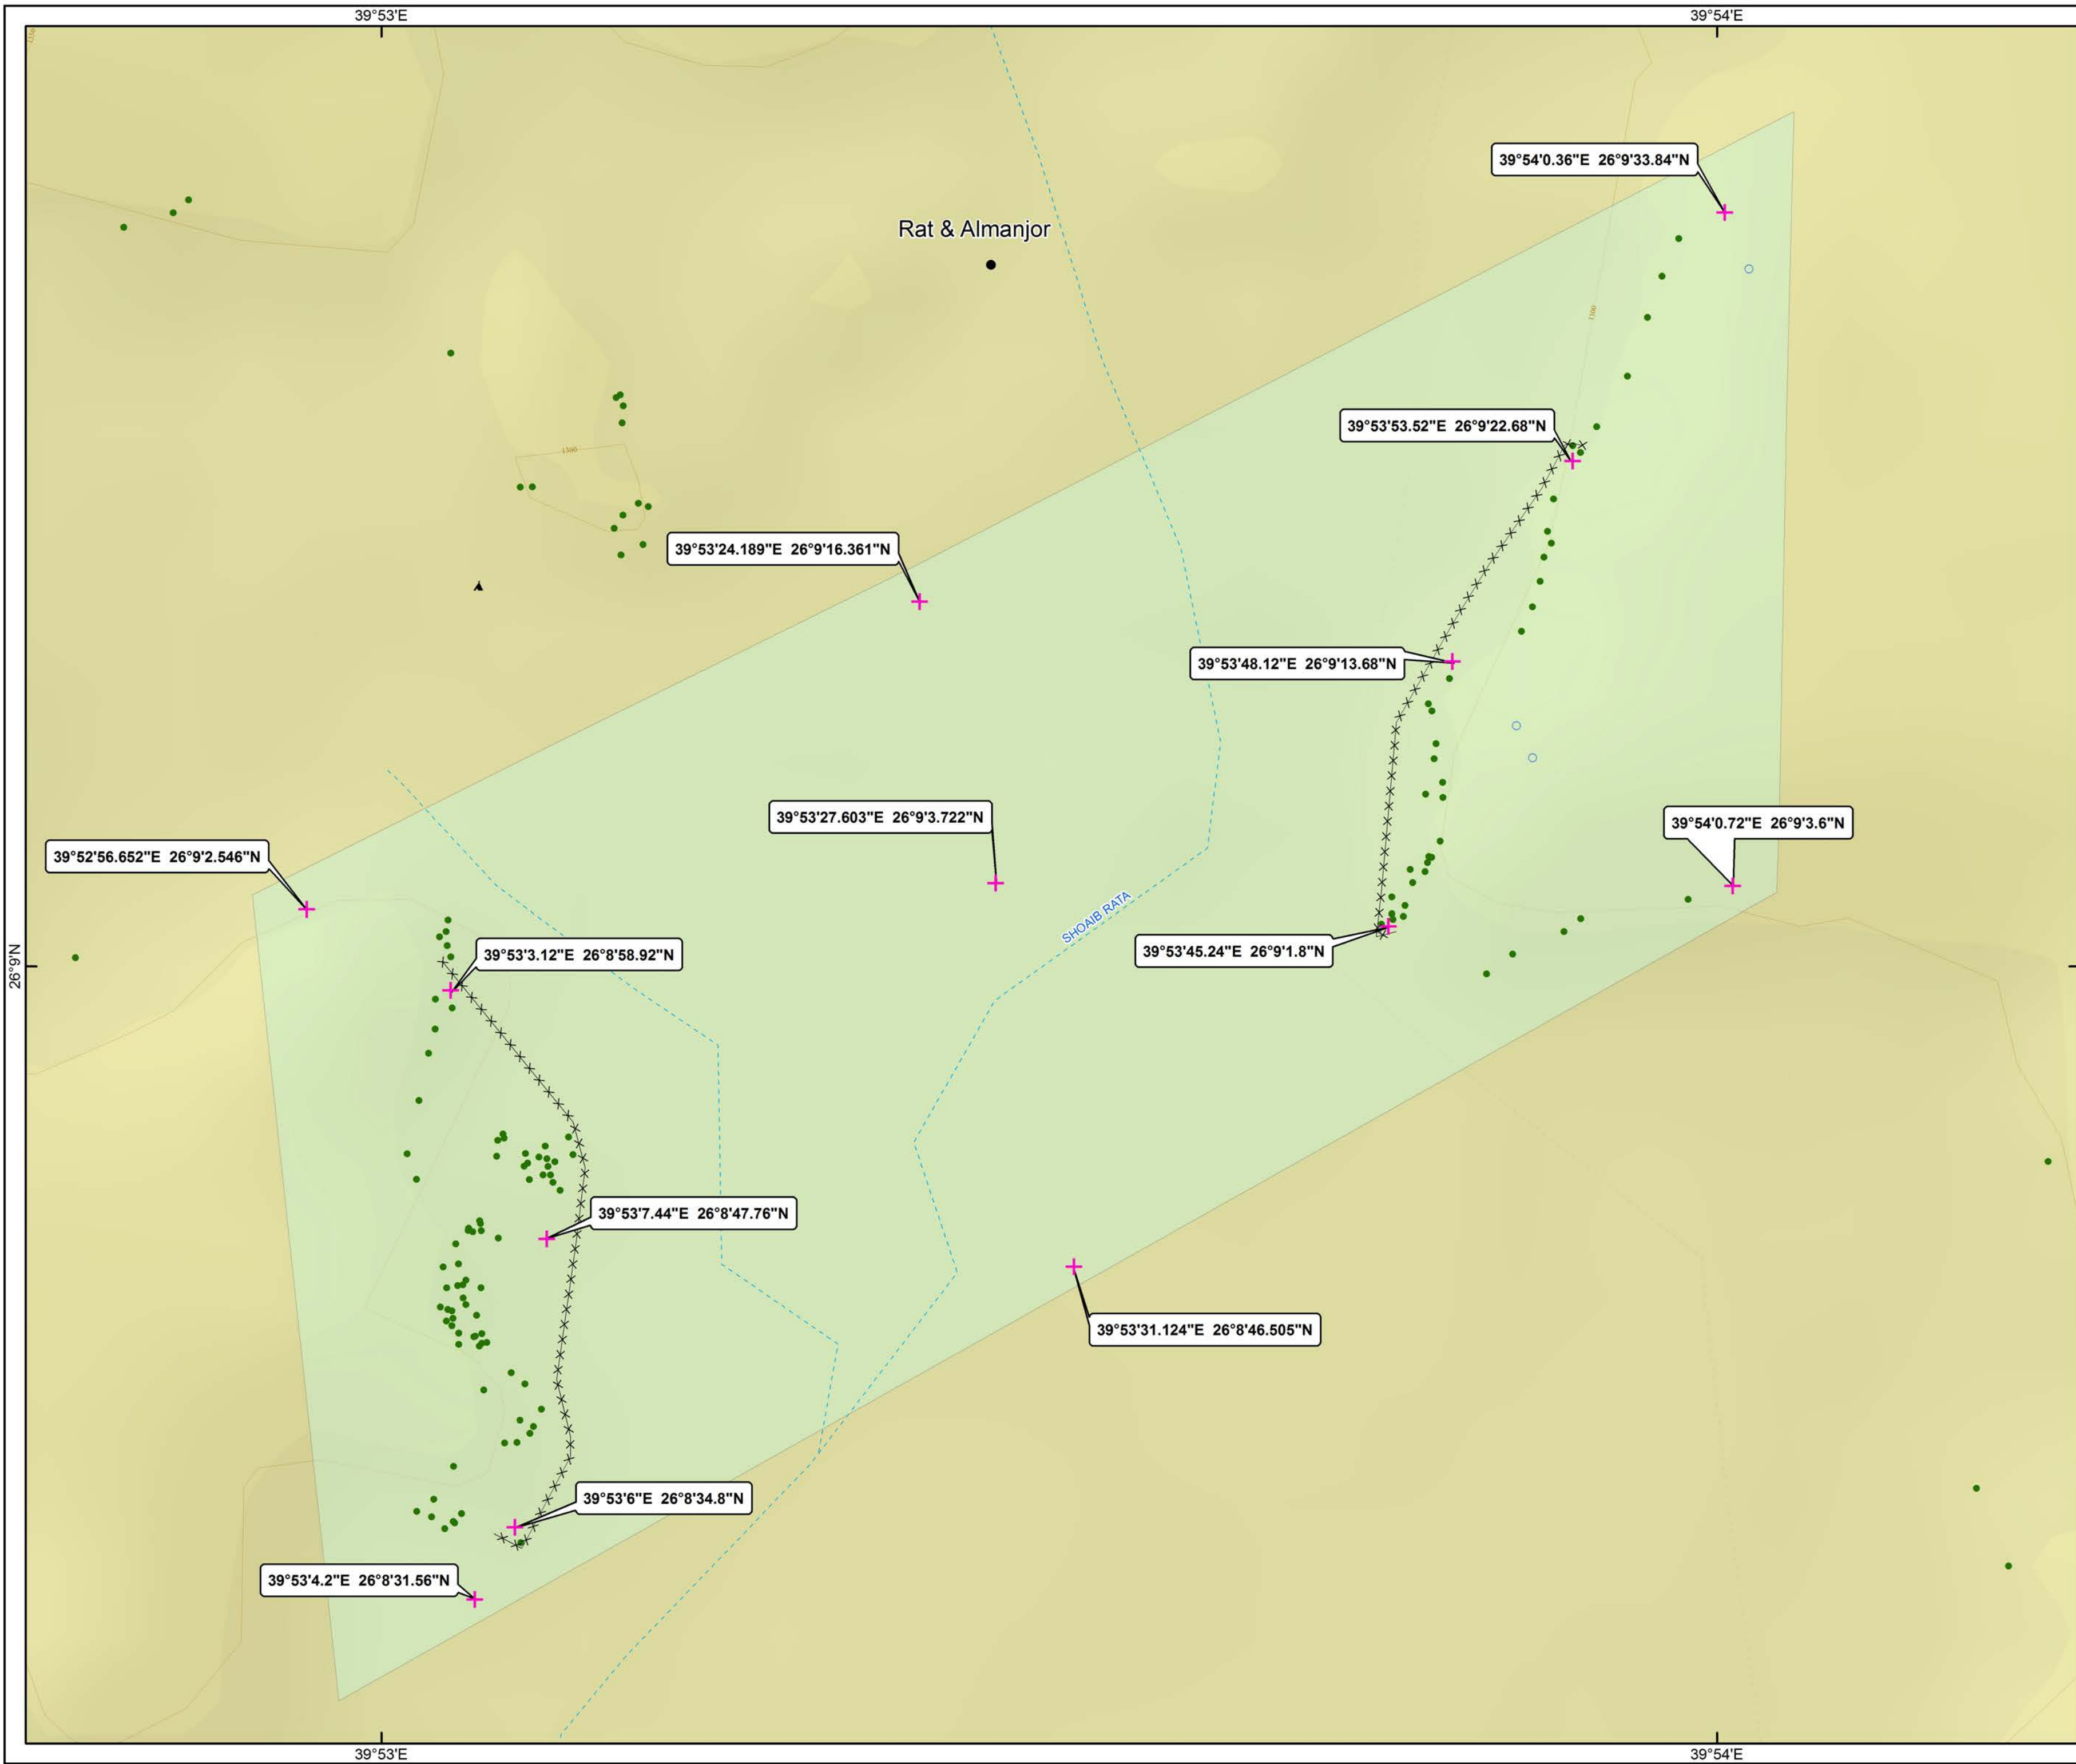 39°53'E
39°54'E
1350
39°54'0.36"E 26°9'33.84"N
Rat & Almanjor
1300
39°53'53.52"E 26°9'22.68"N
1300
39°53'24.189"E 26°9'16.361"N
39°53'48.12"E 26°9'13.68"N
39°53'27.603"E 26°9'3.722"N
39°54'0.72"E 26°9'3.6"N
39°52'56.652"E 26°9'2.546"N
SHOAIB RATA
39°53'45.24"E 26°9'1.8"N
39°53'3.12"E 26°8'58.92"N
26°9'N
39°53'7.44"E 26°8'47.76"N
39°53'31.124"E 26°8'46.505"N
39°53'6"E 26°8'34.8"N
39°53'4.2"E 26°8'31.56"N
39°53'E
39°54'E